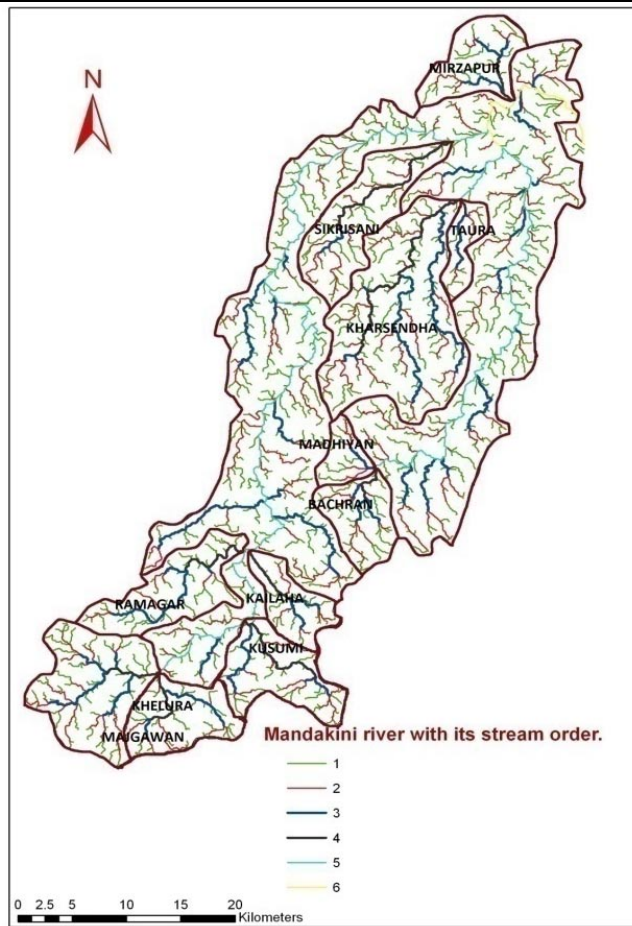 N
MIRZAPUR
SIKRISANI
TAURA
KHARSENDHA
MADHIYAN
BACHRAN
RAMAGAR
KAILAHA
KUSUMI
KHELURA
MAJGAWAN
Mandakini river with its stream order.
1
2
3
4
5
6
0 2.5 5 10 15 20
Kilometers